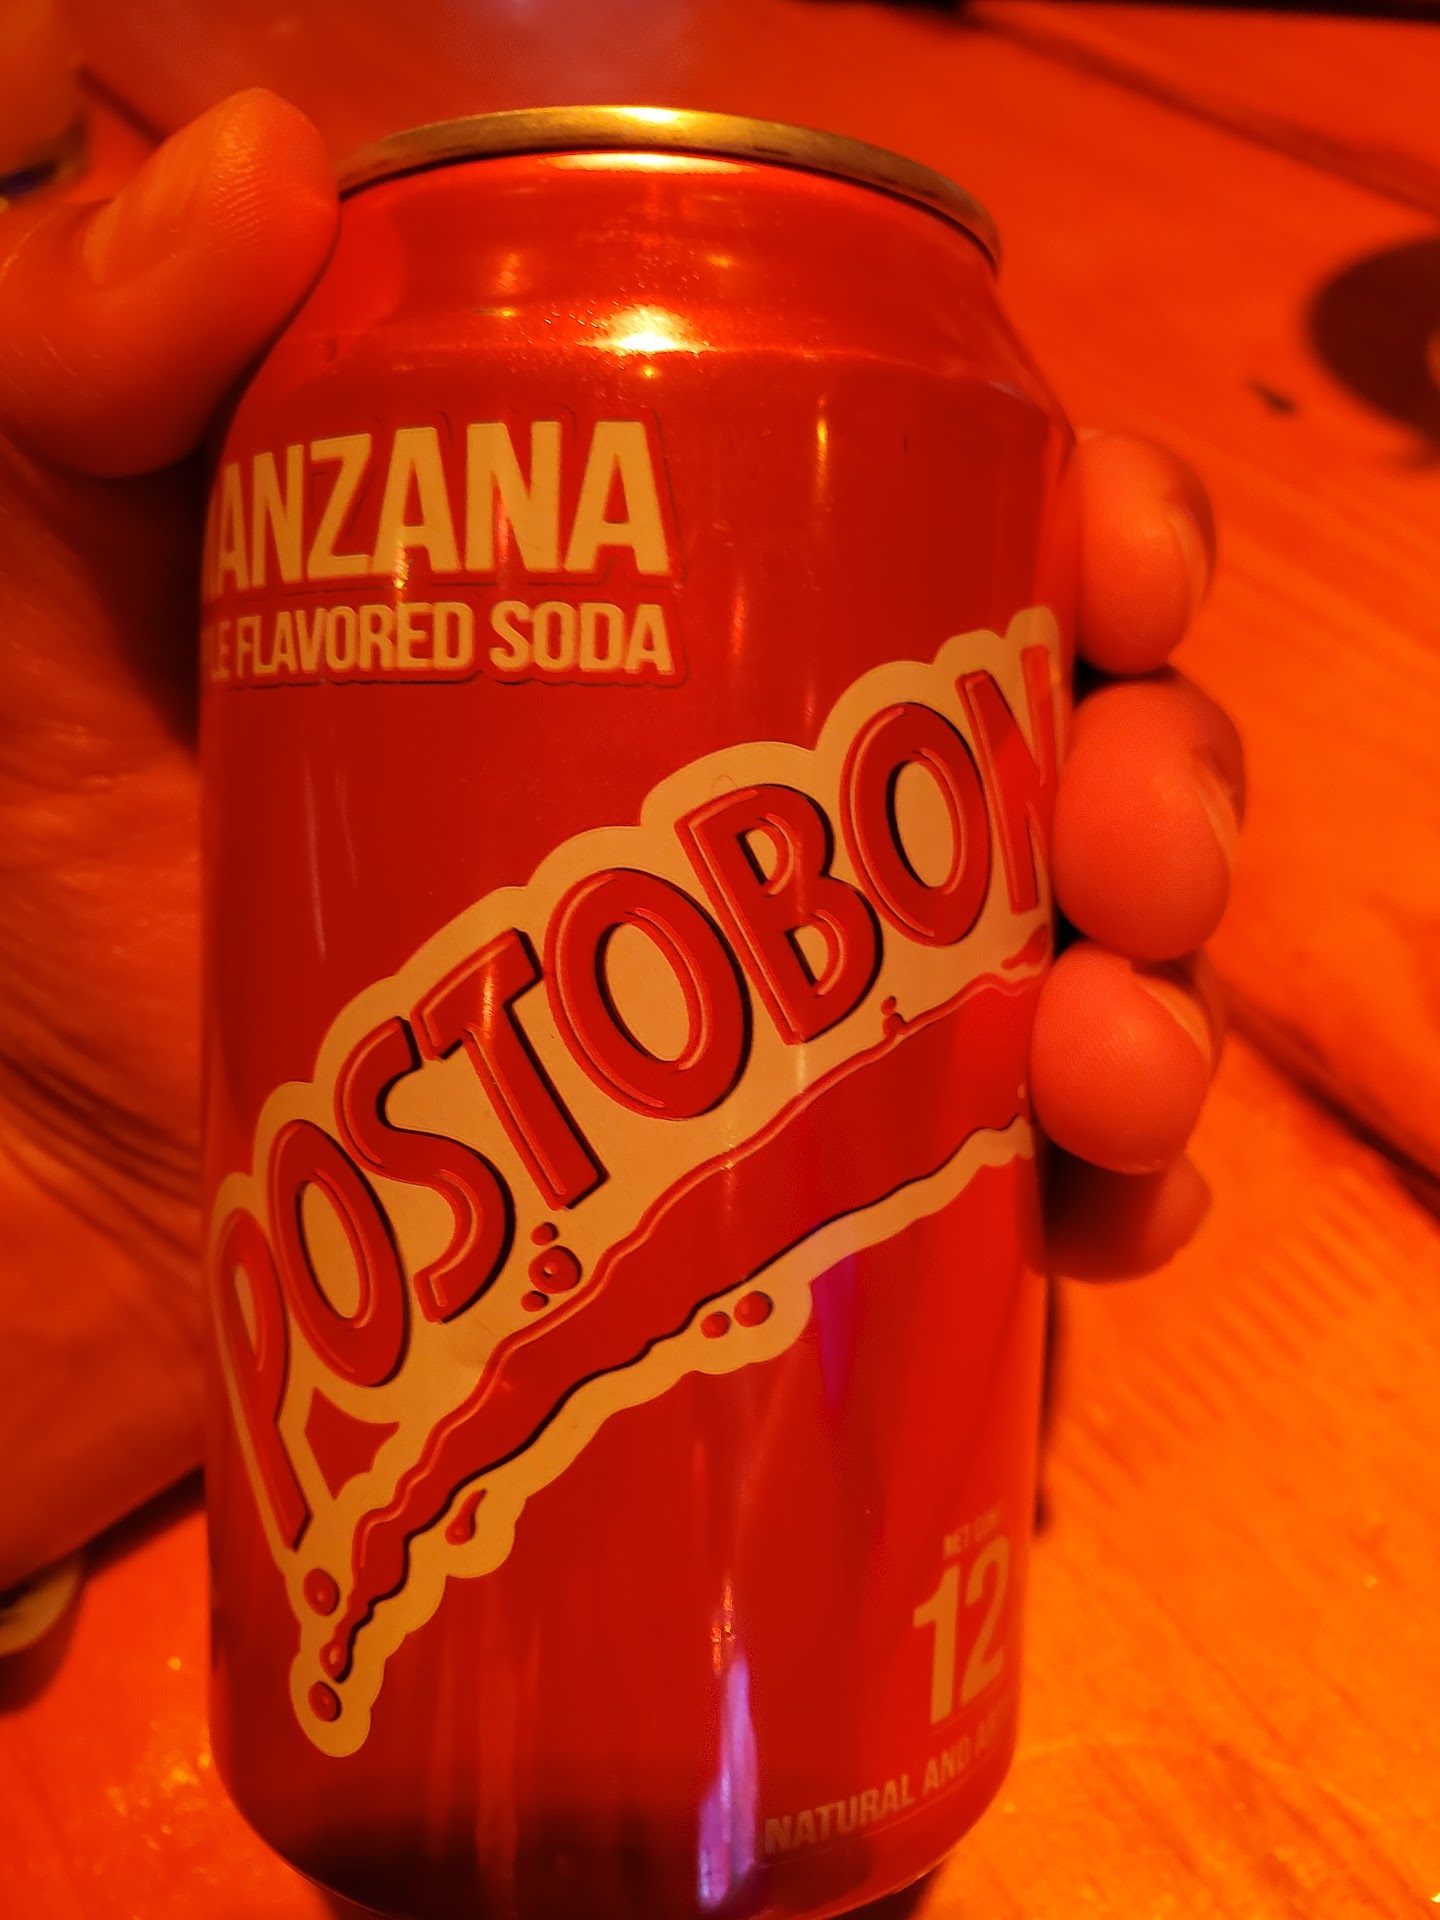 ANZANA
LE FLAVORED SODA
POSTOBON
12
NATURAL AND